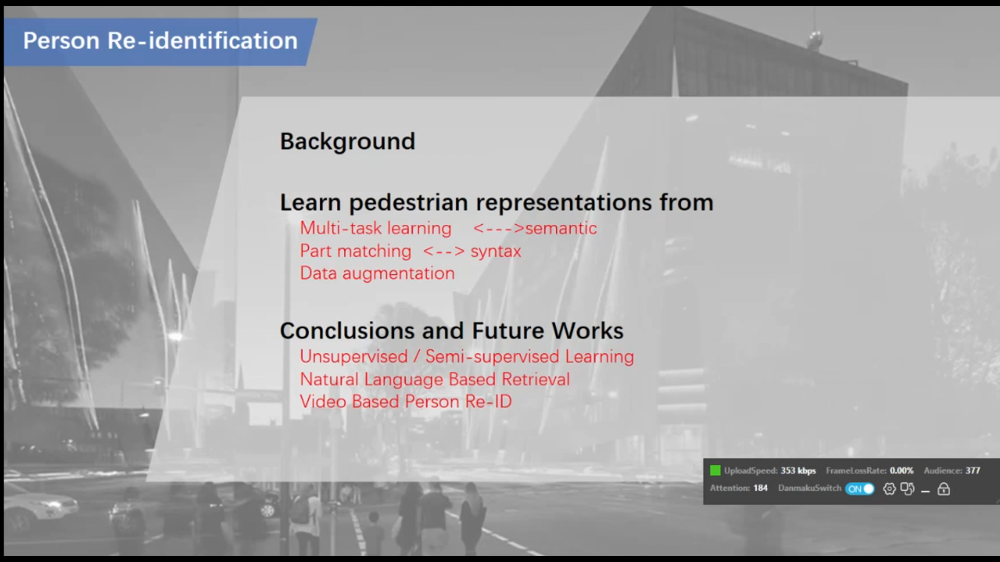 Person Re-identification
Background
Learn pedestrian representations from
Multi-task learning <--->semantic
Part matching <--> syntax
Data augmentation
Conclusions and Future Works
Unsupervised / Semi-supervised Learning
Natural Language Based Retrieval
Video Based Person Re-ID
UploadSpeed: 353 kbps FrameLossRate: 0.00% Audience: 377
Attention: 184 DanmakuSwitch ON